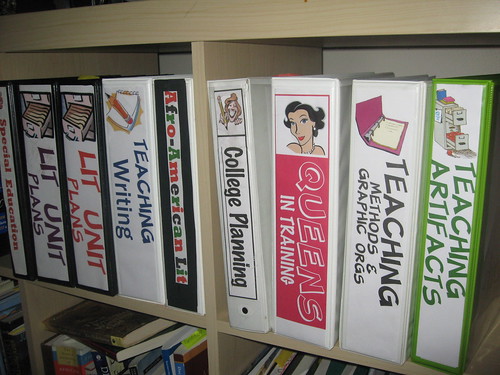 Special Education
LIT UNIT
PLANS
LIT UNIT
PLANS
TEACHING
Writing
Afro-American Lit
College Planning
QUEENS
IN TRAINING
TEACHING
METHODS &
GRAPHIC ORGS
TEACHING
ARTIFACTS